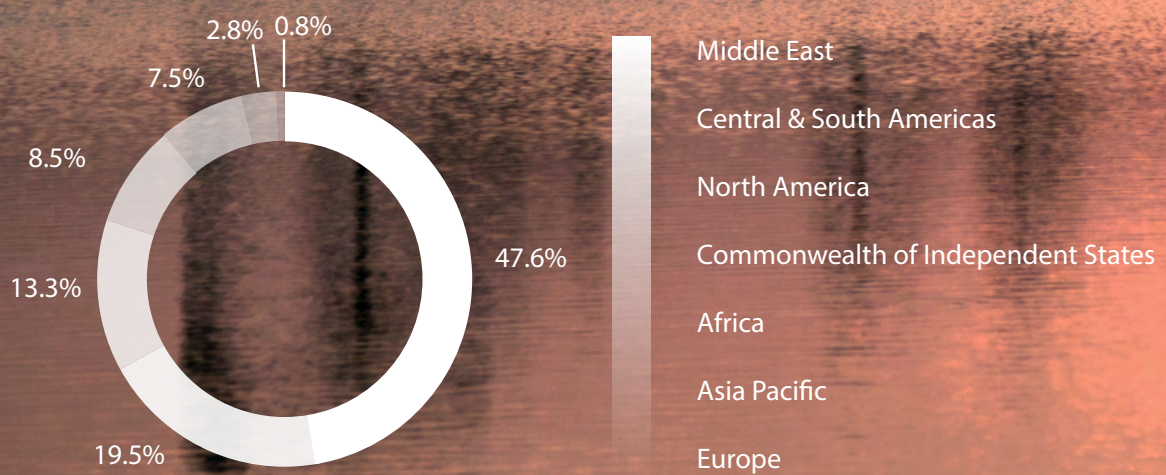 2.8% 0.8%
7.5%
8.5%
13.3%
19.5%
47.6%
Middle East
Central & South Americas
North America
Commonwealth of Independent States
Africa
Asia Pacific
Europe